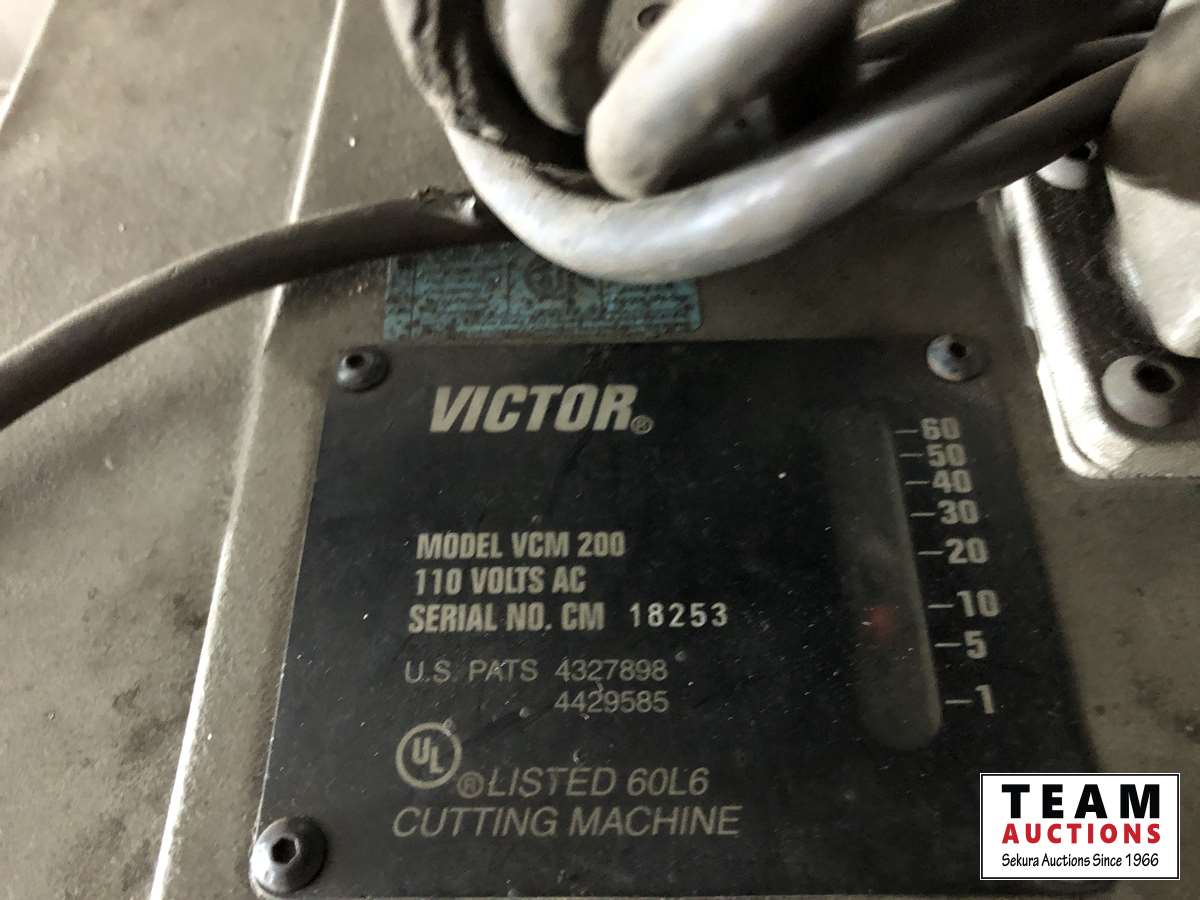 VICTOR®
MODEL VCM 200
110 VOLTS AC
SERIAL NO. CM 18253
U.S. PATS 4327898
4429585
UL®
® LISTED 60L6
CUTTING MACHINE
60
50
40
30
20
10
5
1
TEAM
AUCTIONS
Sekura Auctions Since 1966